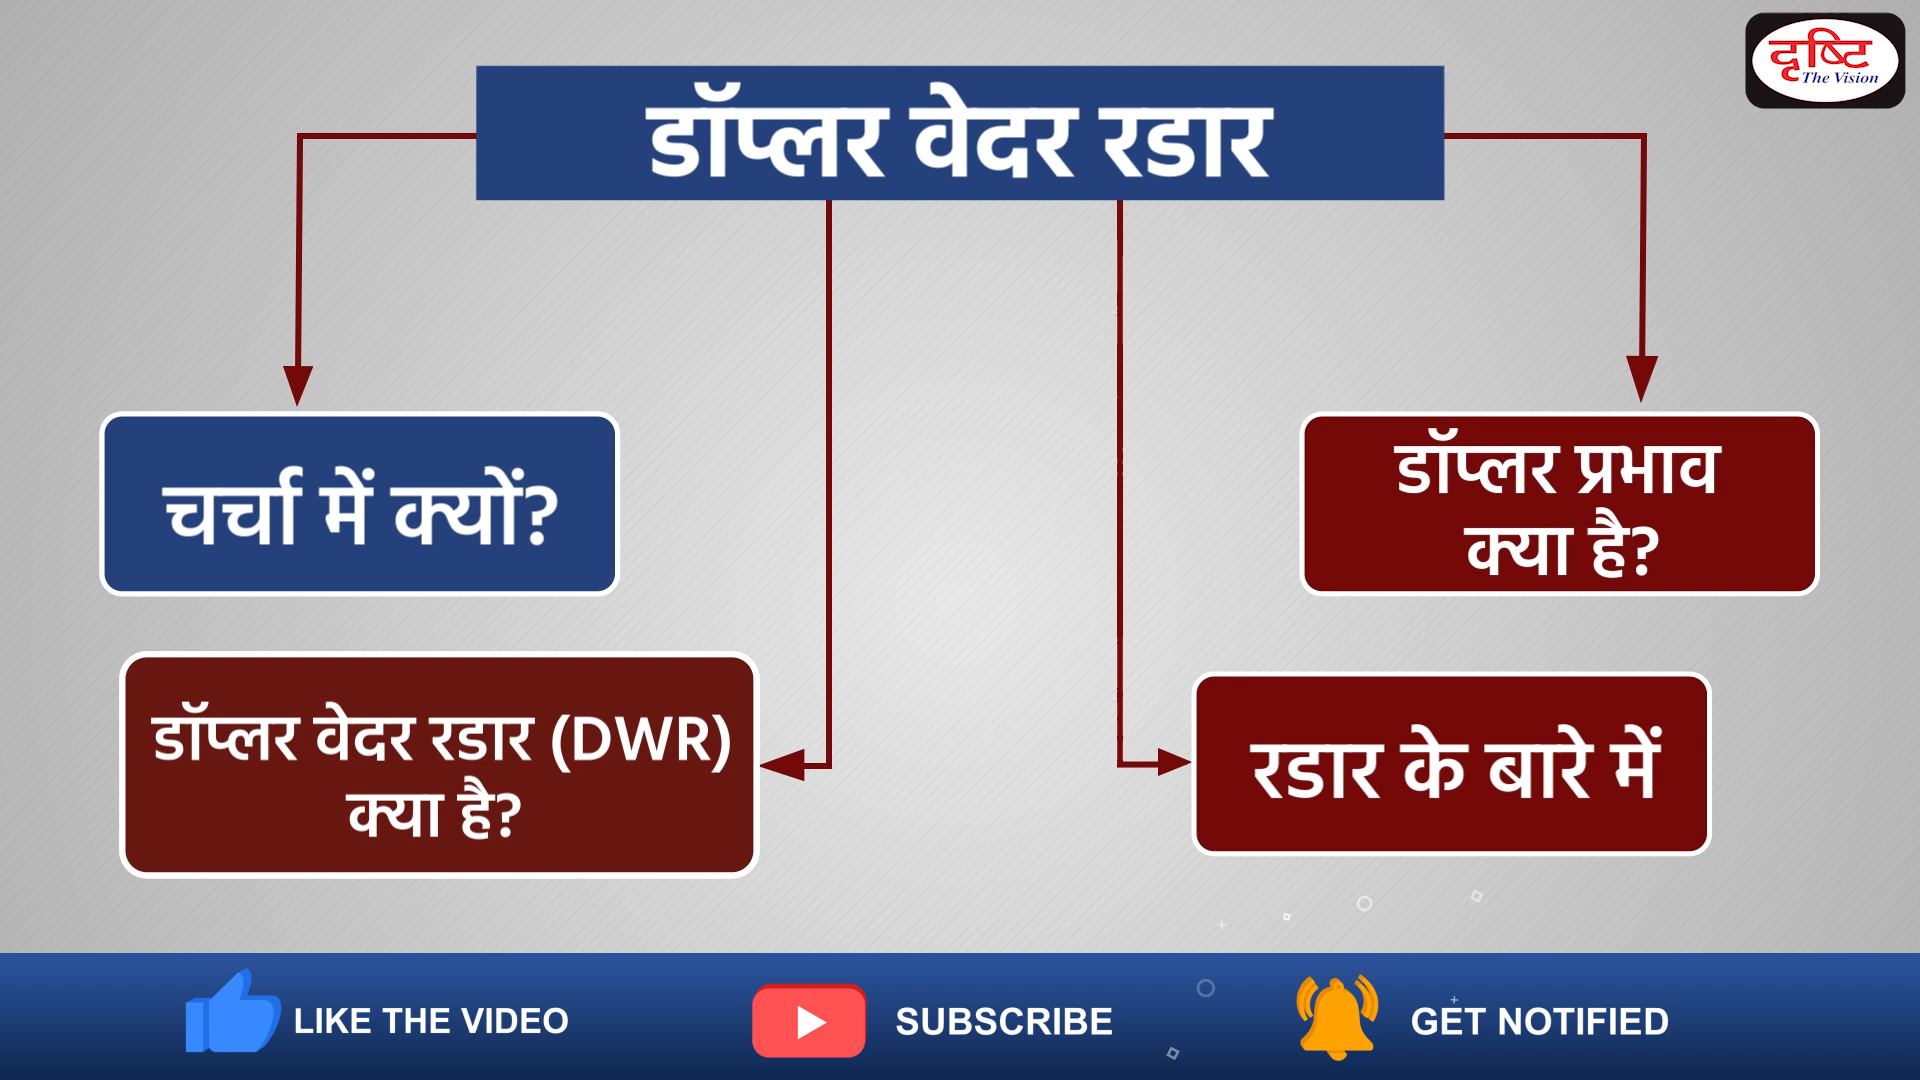 दृष्टि
The Vision
डॉप्लर वेदर रडार
चर्चा में क्यों?
डॉप्लर प्रभाव
क्या है?
डॉप्लर वेदर रडार (DWR)
क्या है?
रडार के बारे में
LIKE THE VIDEO
SUBSCRIBE
GET NOTIFIED